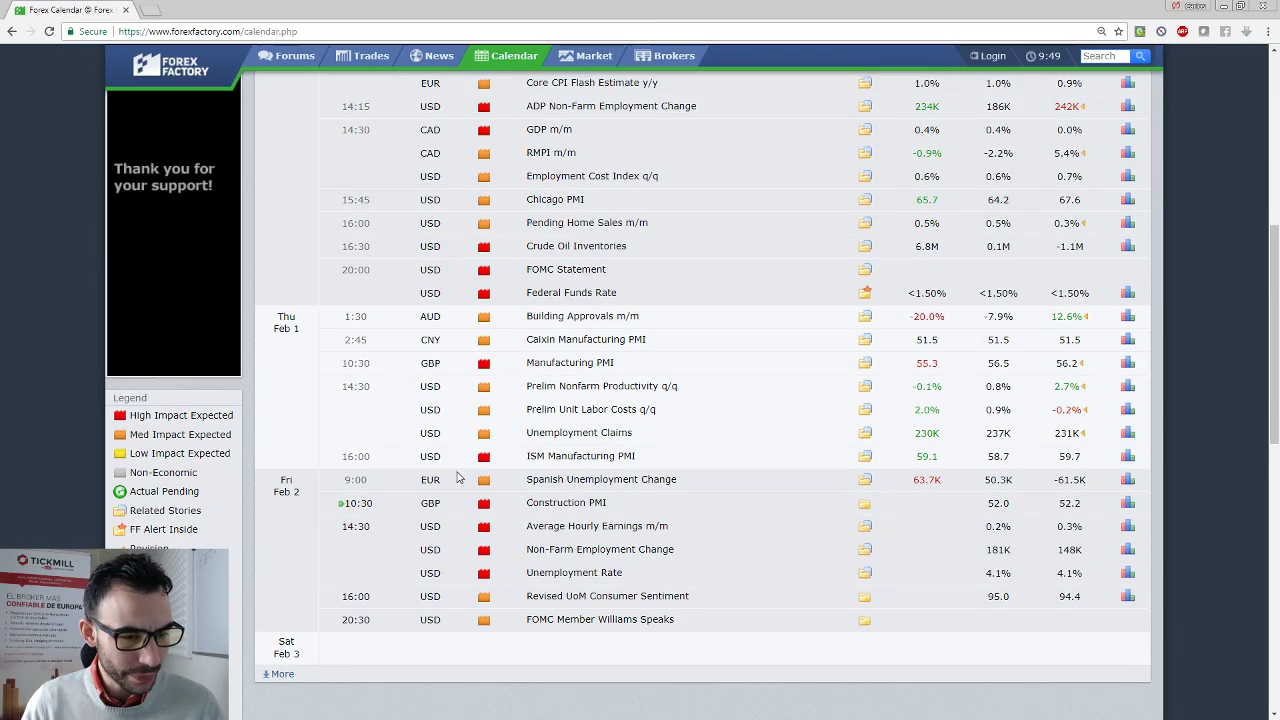 Forex Calendar @ Forex
Carlos
Secure https://www.forexfactory.com/calendar.php
FOREX FACTORY Forums Trades News Calendar Market Brokers Login 9:49 Search
EUR Core CPI Flash Estimate y/y 1.0% 1.0% 0.9%
14:15 USD ADP Non-Farm Employment Change 234K 186K 242K
14:30 CAD GDP m/m 0.4% 0.4% 0.0%
CAD RMPI m/m -0.9% -2.2% 5.4%
USD Employment Cost Index q/q 0.6% 0.6% 0.7%
15:45 USD Chicago PMI 65.7 64.2 67.6
16:00 USD Pending Home Sales m/m 0.5% 0.5% 0.3%
16:30 USD Crude Oil Inventories 6.8M 0.1M -1.1M
20:00 USD FOMC Statement
USD Federal Funds Rate <1.50% <1.50% <1.50%
Thu Feb 1
1:30 AUD Building Approvals m/m -20.0% -7.9% 12.6%
2:45 CNY Caixin Manufacturing PMI 51.5 51.5 51.5
10:30 GBP Manufacturing PMI 55.3 56.5 56.2
14:30 USD Prelim Nonfarm Productivity q/q -0.1% 0.8% 2.7%
USD Prelim Unit Labor Costs q/q 2.0% -0.2%
USD Unemployment Claims 230K 237K 231K
16:00 USD ISM Manufacturing PMI 59.1 58.7 59.7
Fri Feb 2
9:00 EUR Spanish Unemployment Change 63.7K -61.5K
10:30 GBP Construction PMI 52.0 52.2
14:30 USD Average Hourly Earnings m/m 0.2% 0.3%
USD Non-Farm Employment Change 181K 148K
USD Unemployment Rate 4.1% 4.1%
16:00 USD Revised UoM Consumer Sentiment 95.0 94.4
USD FOMC Member Williams Speaks
Sat Feb 3
More
Thank you for
your support!
Legend
High Impact Expected
Med Impact Expected
Low Impact Expected
Non-Economic
Actual Pending
Related Stories
FF Alert Inside
Revision
TICKMILL
EL BROKER MÁS
CONFIABLE DE EUROPA